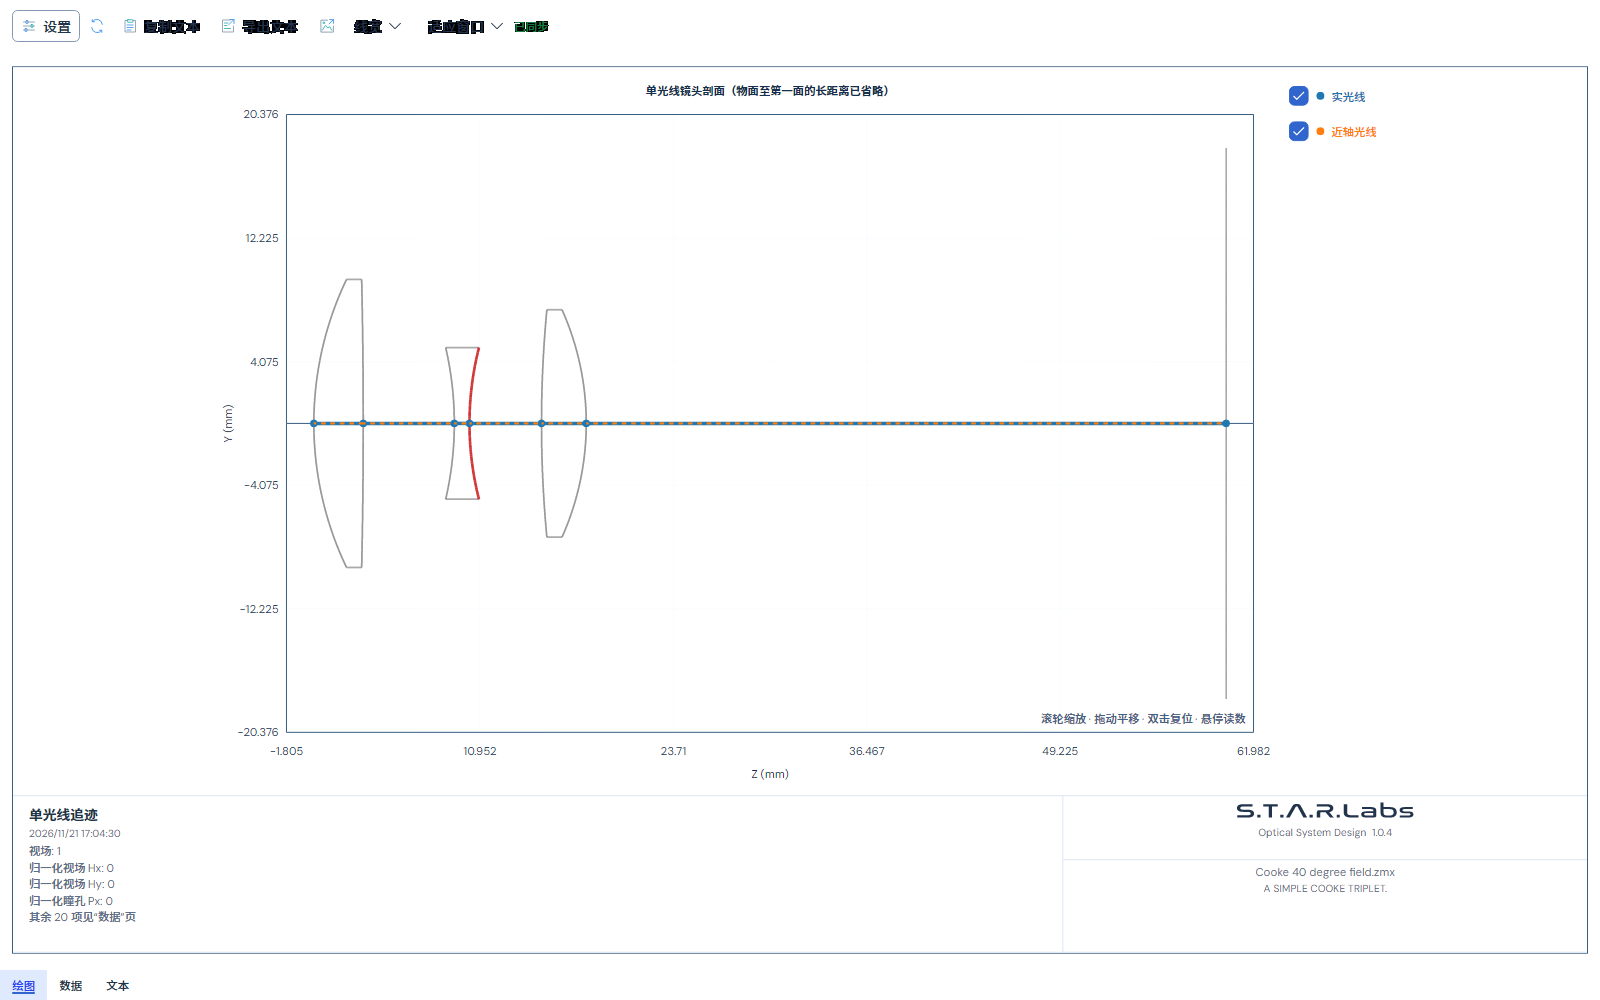 设置
单光线镜头剖面（物面至第一面的长距离已省略）
实光线
近轴光线
20.376
12.225
4.075
-4.075
-12.225
-20.376
Y (mm)
滚轮缩放 · 拖动平移 · 双击复位 · 悬停读数
-1.805 10.952 23.71 36.467 49.225 61.982
Z (mm)
单光线追迹
2026/11/21 17:04:30
视场: 1
归一化视场 Hx: 0
归一化视场 Hy: 0
归一化瞳孔 Px: 0
其余 20 项见“数据”页
S.T.A.R.Labs
Optical System Design 1.0.4
Cooke 40 degree field.zmx
A SIMPLE COOKE TRIPLET.
绘图 数据 文本